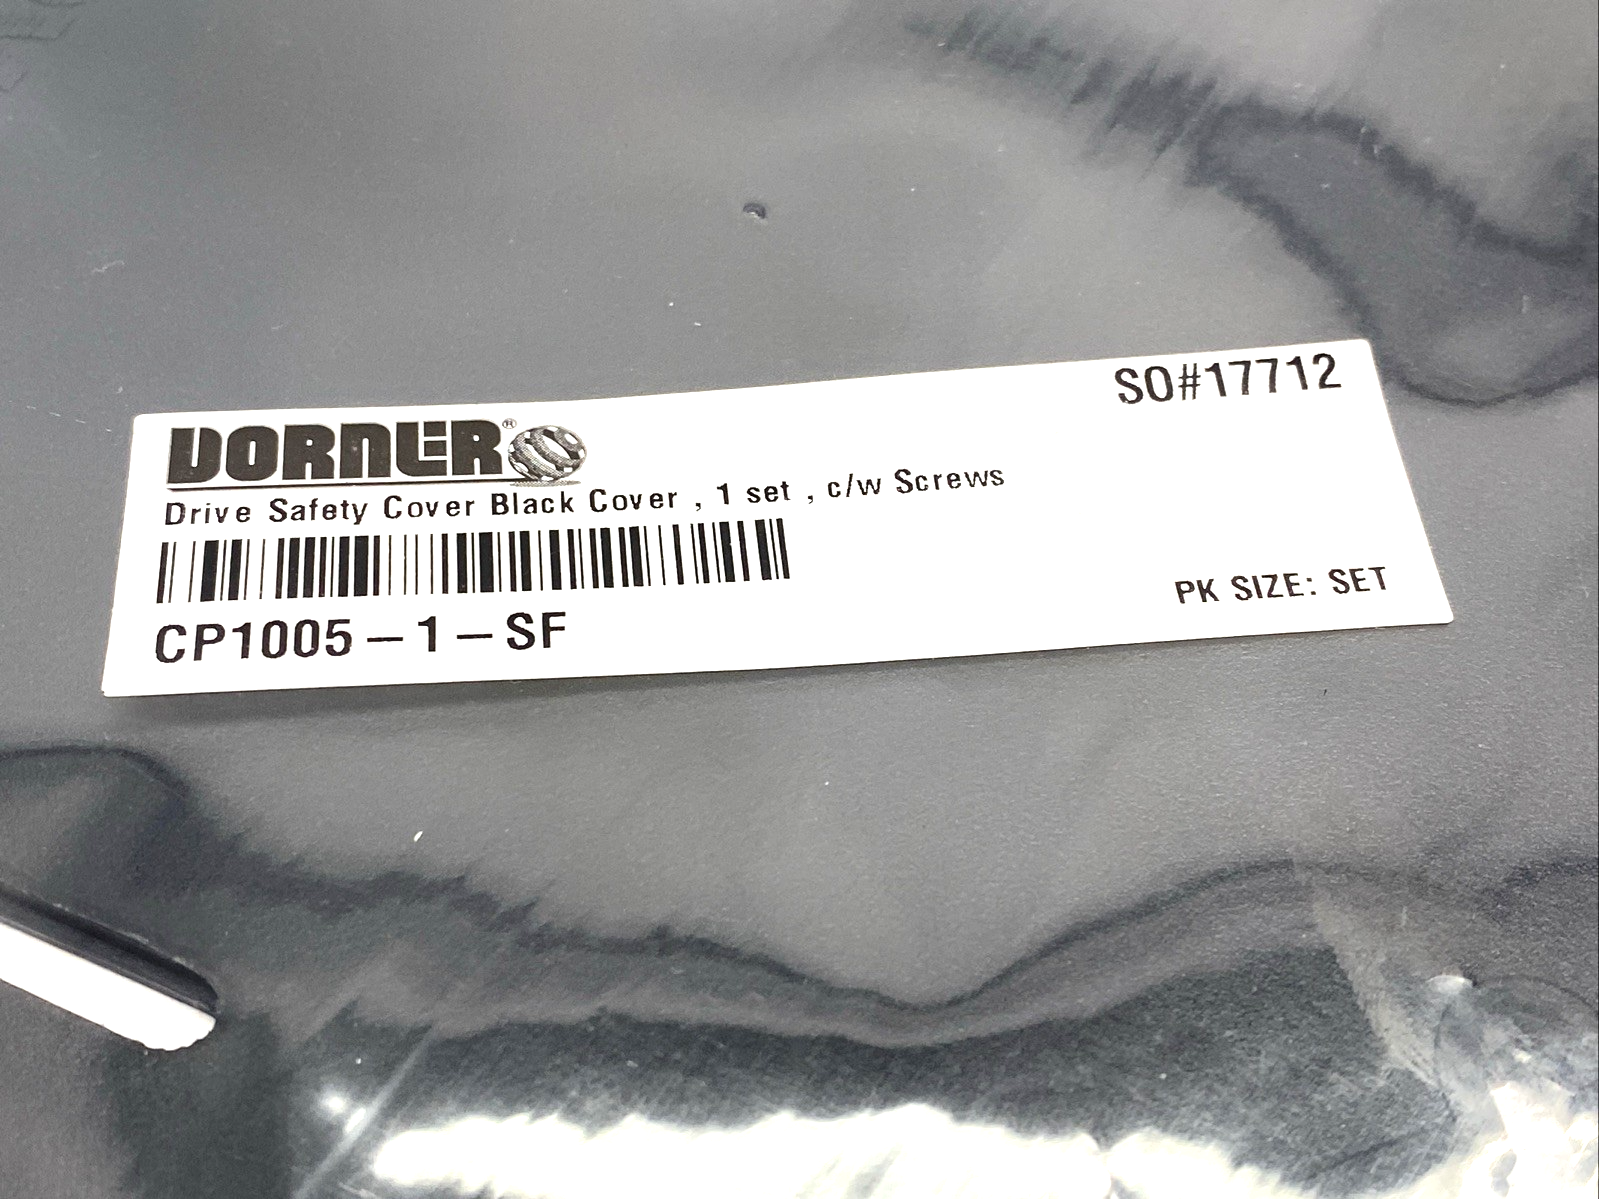 SO#17712
DORNER®
Drive Safety Cover Black Cover , 1 set , c/w Screws
PK SIZE: SET
CP1005-1-SF